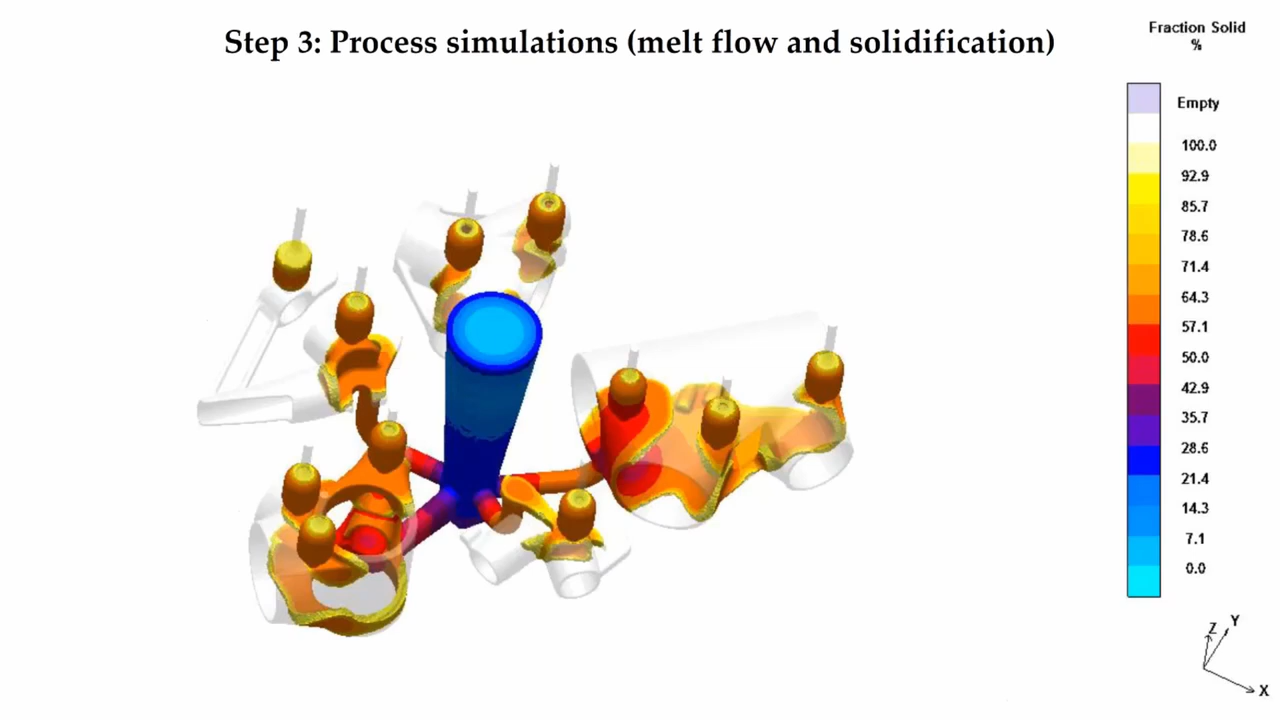 Step 3: Process simulations (melt flow and solidification)
Fraction Solid
%
Empty
100.0
92.9
85.7
78.6
71.4
64.3
57.1
50.0
42.9
35.7
28.6
21.4
14.3
7.1
0.0
Z
Y
X